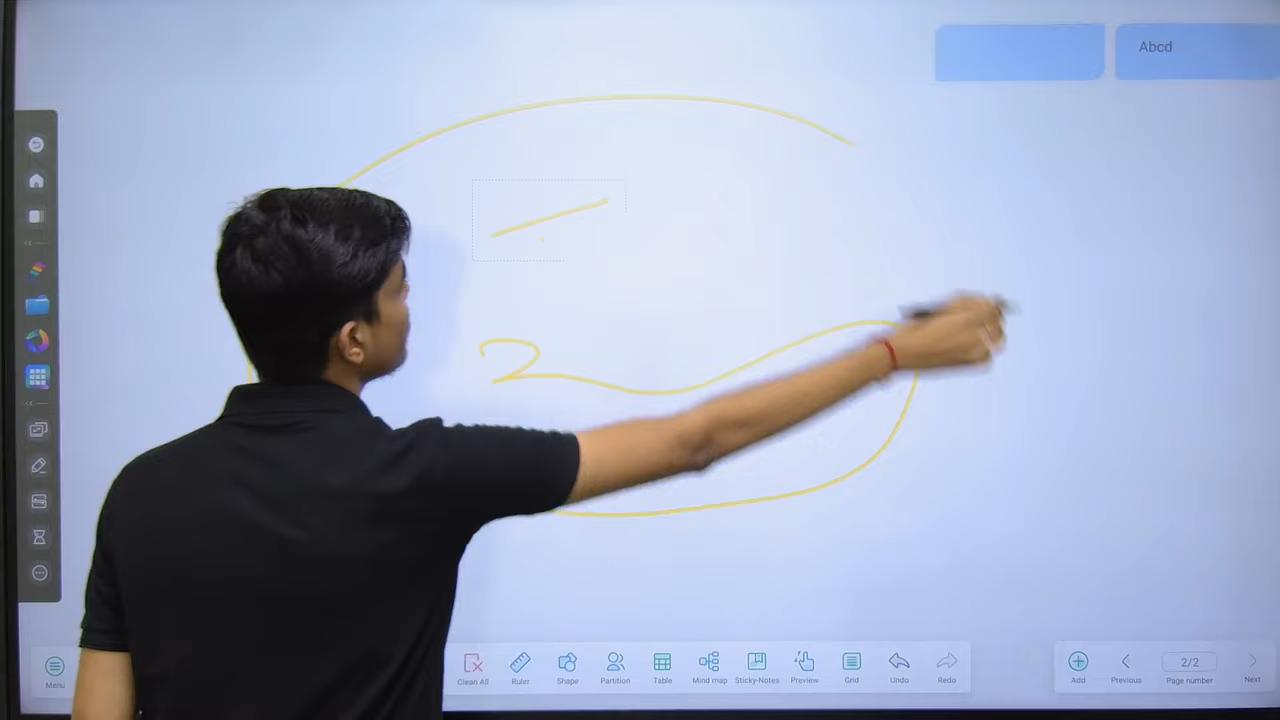 Abcd
2
Menu
Clean All
Ruler
Shape
Partition
Table
Mind map
Sticky-Notes
Preview
Grid
Undo
Redo
Add
Previous
2/2
Page number
Next